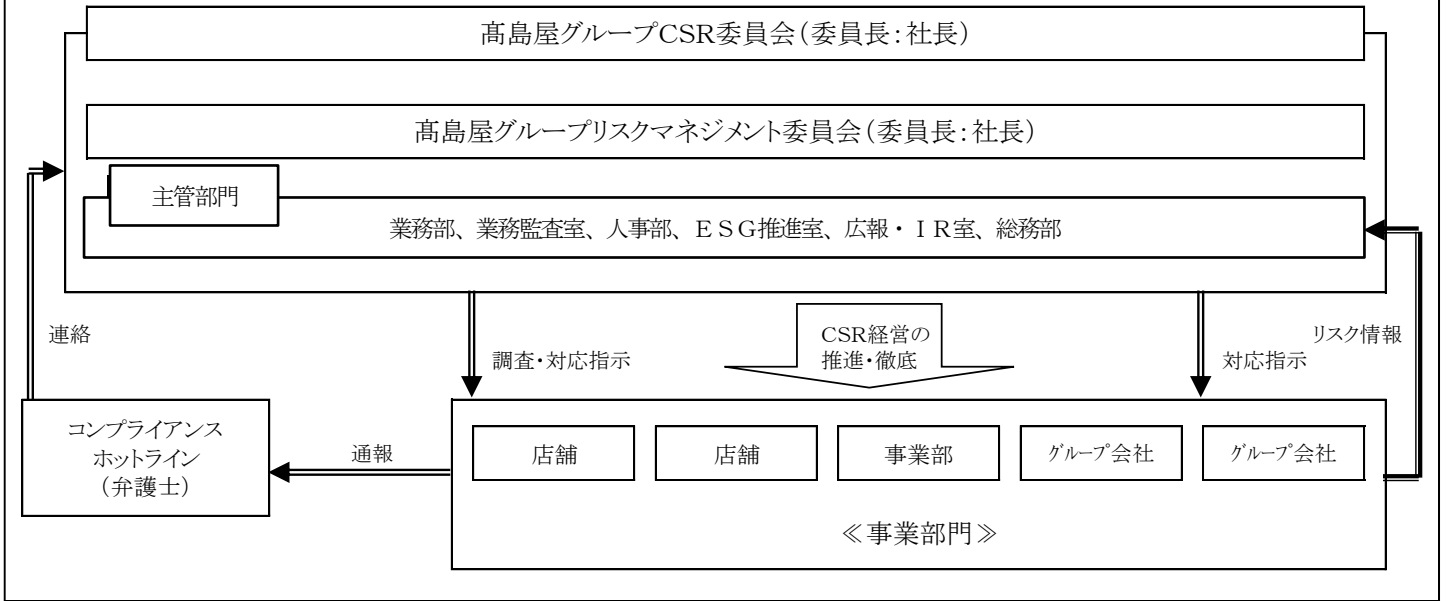 髙島屋グループCSR委員会（委員長：社長）
髙島屋グループリスクマネジメント委員会（委員長：社長）
主管部門
業務部、業務監査室、人事部、ＥＳＧ推進室、広報・ＩＲ室、総務部
連絡
調査・対応指示
CSR経営の
推進・徹底
対応指示
リスク情報
コンプライアンス
ホットライン
（弁護士）
通報
店舗
店舗
事業部
グループ会社
グループ会社
≪事業部門≫